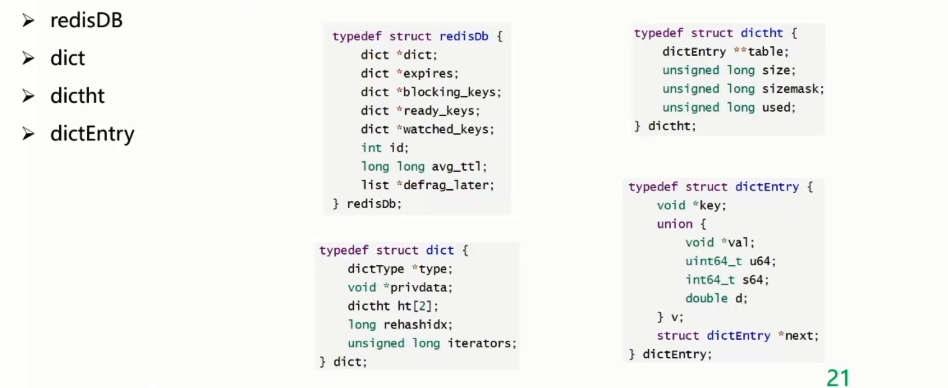 ➢ redisDB
➢ dict
➢ dictht
➢ dictEntry
typedef struct redisDb {
dict *dict;
dict *expires;
dict *blocking_keys;
dict *ready_keys;
dict *watched_keys;
int id;
long long avg_ttl;
list *defrag_later;
} redisDb;
typedef struct dict {
dictType *type;
void *privdata;
dictht ht[2];
long rehashidx;
unsigned long iterators;
} dict;
typedef struct dictht {
dictEntry **table;
unsigned long size;
unsigned long sizemask;
unsigned long used;
} dictht;
typedef struct dictEntry {
void *key;
union {
void *val;
uint64_t u64;
int64_t s64;
double d;
} v;
struct dictEntry *next;
} dictEntry;
21